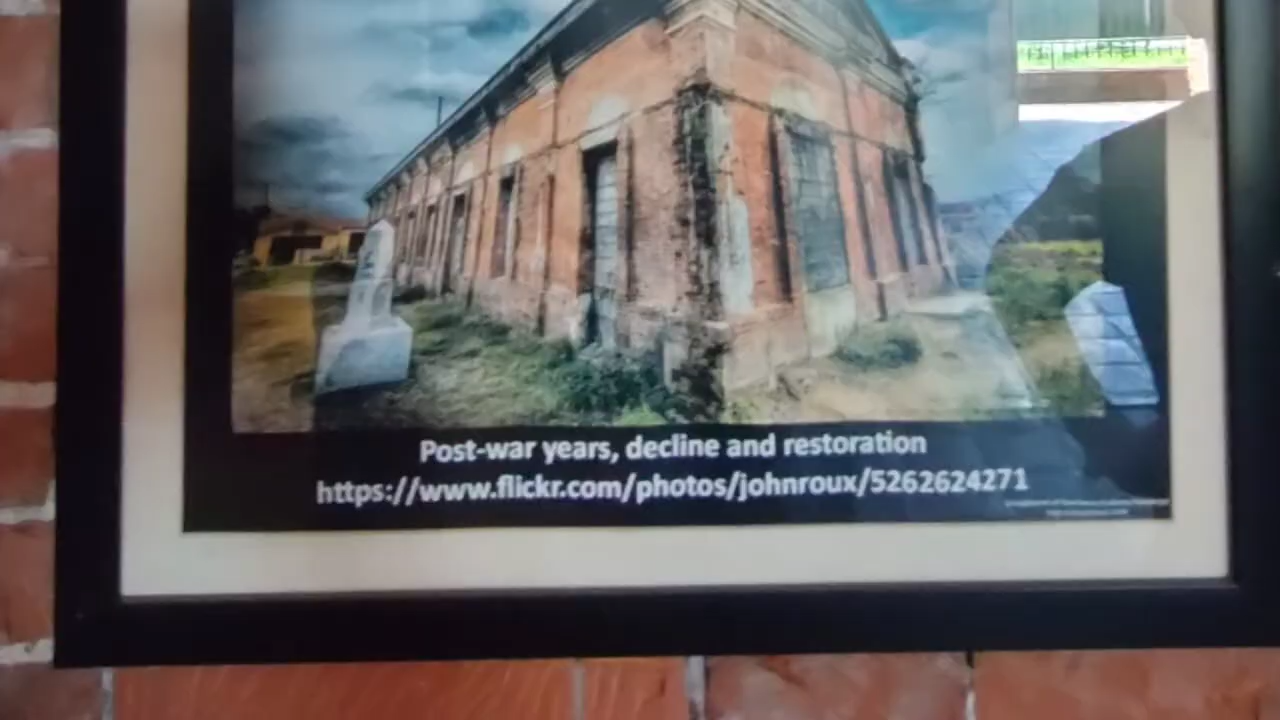 Post-war years, decline and restoration
https://www.flickr.com/photos/johnroux/5262624271